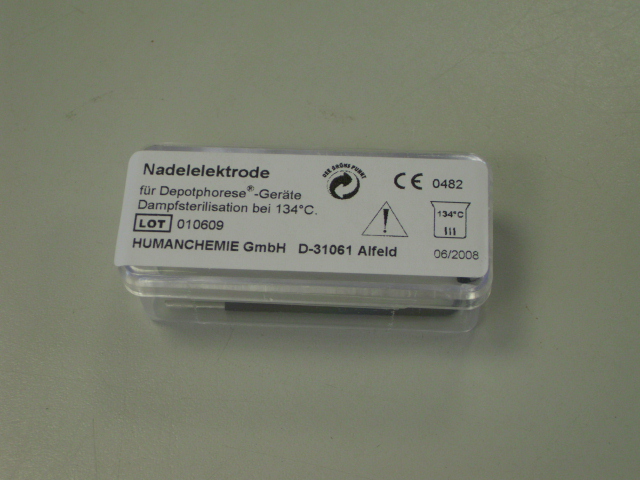 Nadelelektrode
für Depotphorese®-Geräte
Dampfsterilisation bei 134°C.
LOT 010609
HUMANCHEMIE GmbH D-31061 Alfeld
DER GRÜNE PUNKT
CE 0482
134°C
06/2008